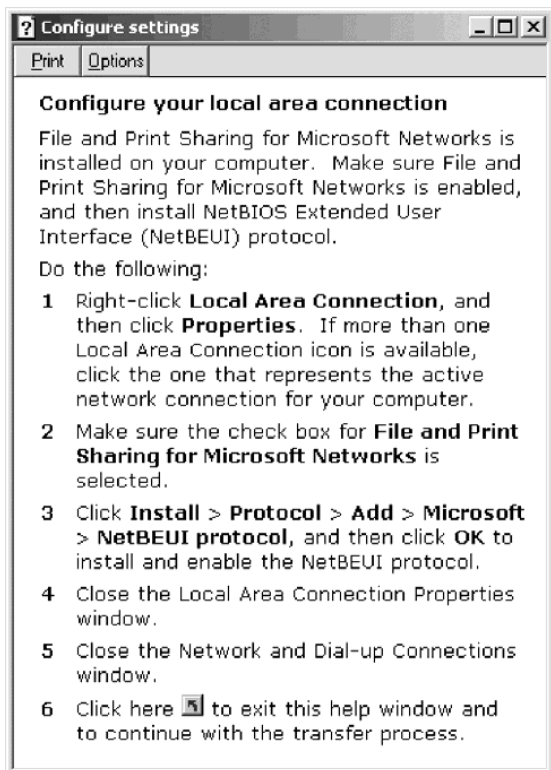 ? Configure settings
Print Options
Configure your local area connection
File and Print Sharing for Microsoft Networks is
installed on your computer. Make sure File and
Print Sharing for Microsoft Networks is enabled,
and then install NetBIOS Extended User
Interface (NetBEUI) protocol.
Do the following:
1 Right-click Local Area Connection, and
then click Properties. If more than one
Local Area Connection icon is available,
click the one that represents the active
network connection for your computer.
2 Make sure the check box for File and Print
Sharing for Microsoft Networks is
selected.
3 Click Install > Protocol > Add > Microsoft
> NetBEUI protocol, and then click OK to
install and enable the NetBEUI protocol.
4 Close the Local Area Connection Properties
window.
5 Close the Network and Dial-up Connections
window.
6 Click here to exit this help window and
to continue with the transfer process.